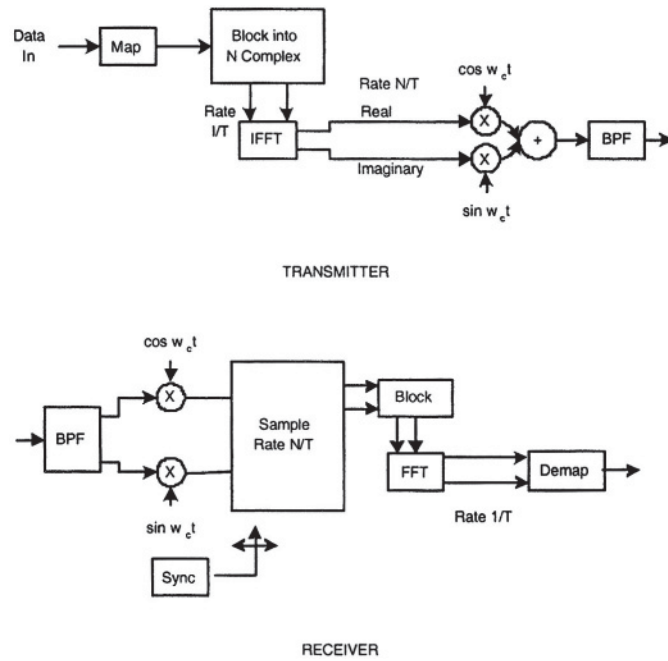 Data
In
Map
Block into
N Complex
Rate
I/T
IFFT
Rate N/T
Real
Imaginary
cos w c t
X
X
sin w c t
+
BPF
TRANSMITTER
BPF
cos w c t
X
X
sin w c t
Sample
Rate N/T
Sync
Block
FFT
Demap
Rate 1/T
RECEIVER